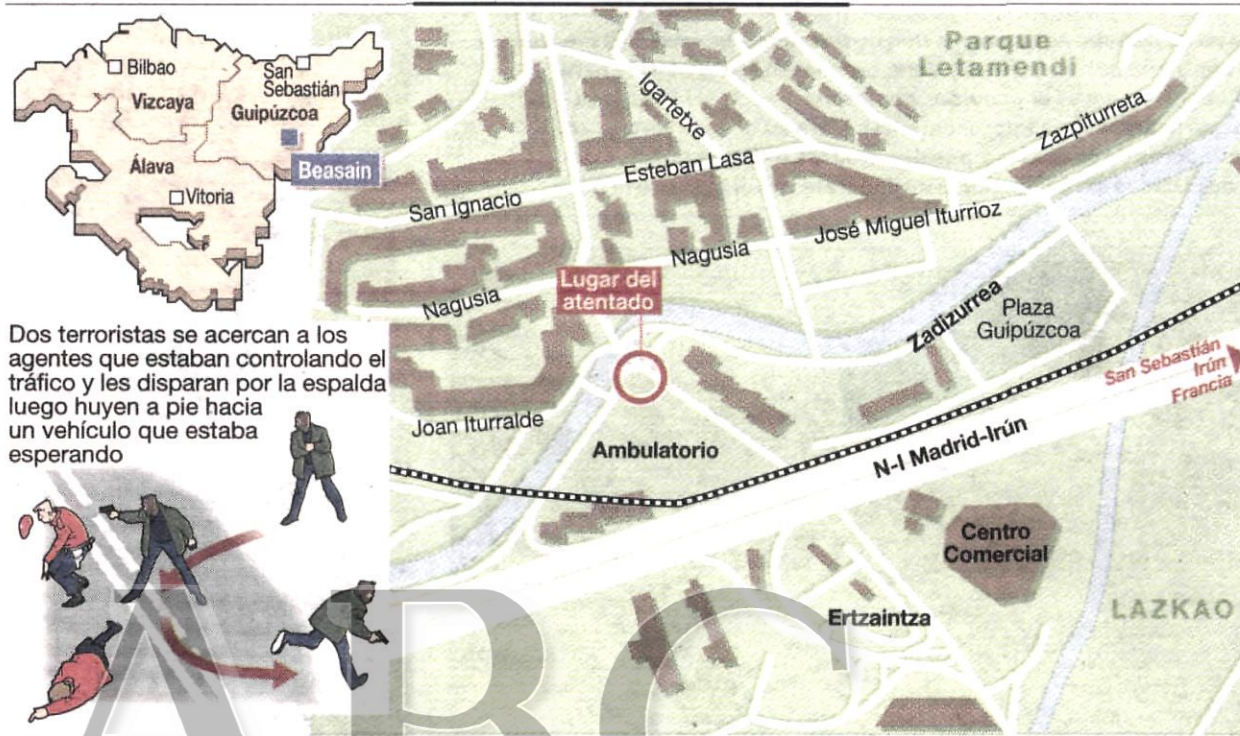 Bilbao
San
Sebastián
Vizcaya
Guipúzcoa
Álava
Beasain
Vitoria
Dos terroristas se acercan a los
agentes que estaban controlando el
tráfico y les disparan por la espalda
luego huyen a pie hacia
un vehículo que estaba
esperando
Parque
Letamendi
Igartetxe
Zazpiturreta
Esteban Lasa
San Ignacio
José Miguel Iturrioz
Nagusia
Nagusia
Lugar del
atentado
Zadizurrea
Plaza
Guipúzcoa
San Sebastián
Irún
Francia
Joan Iturralde
Ambulatorio
N-I Madrid-Irún
Centro
Comercial
Ertzaintza
LAZKAO
ABC